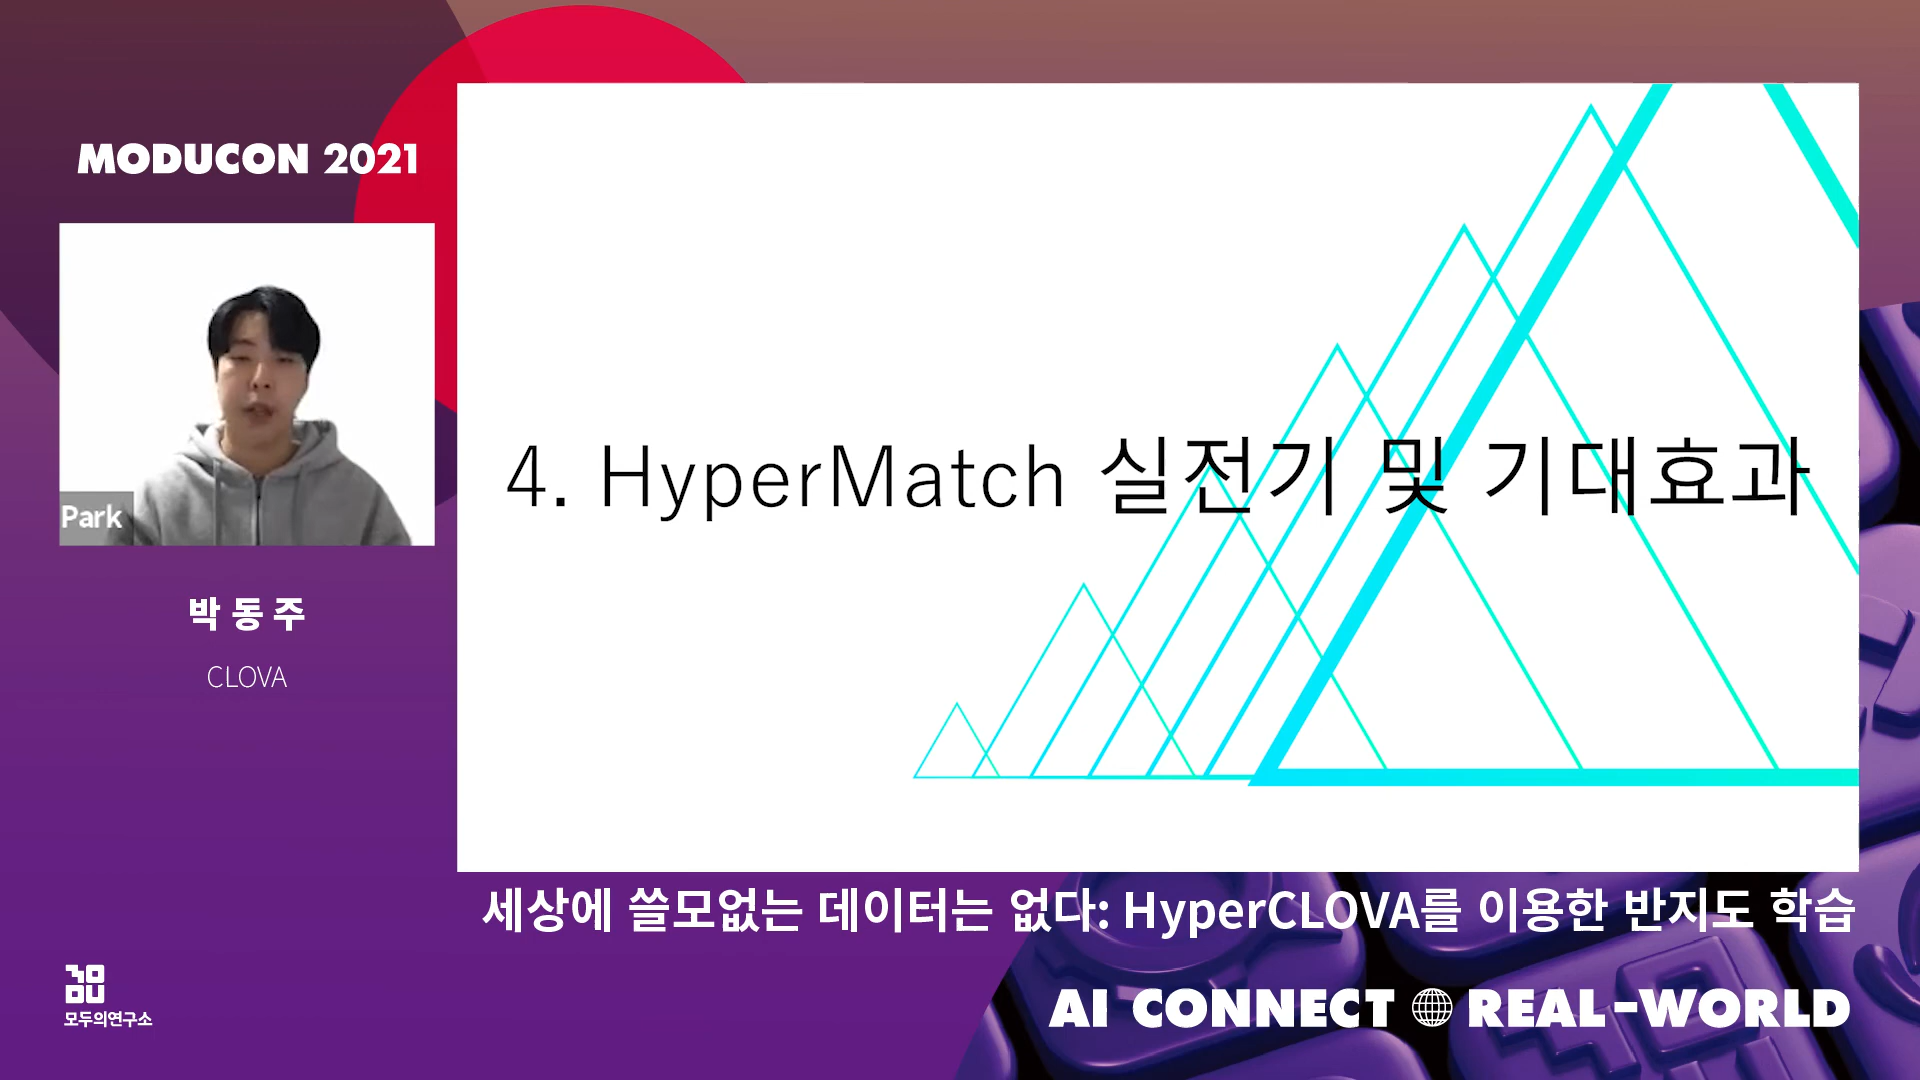 MODUCON 2021
Park
박동주
CLOVA
4. HyperMatch 실전기 및 기대효과
세상에 쓸모없는 데이터는 없다: HyperCLOVA를 이용한 반지도 학습
모두의연구소
AI CONNECT REAL-WORLD